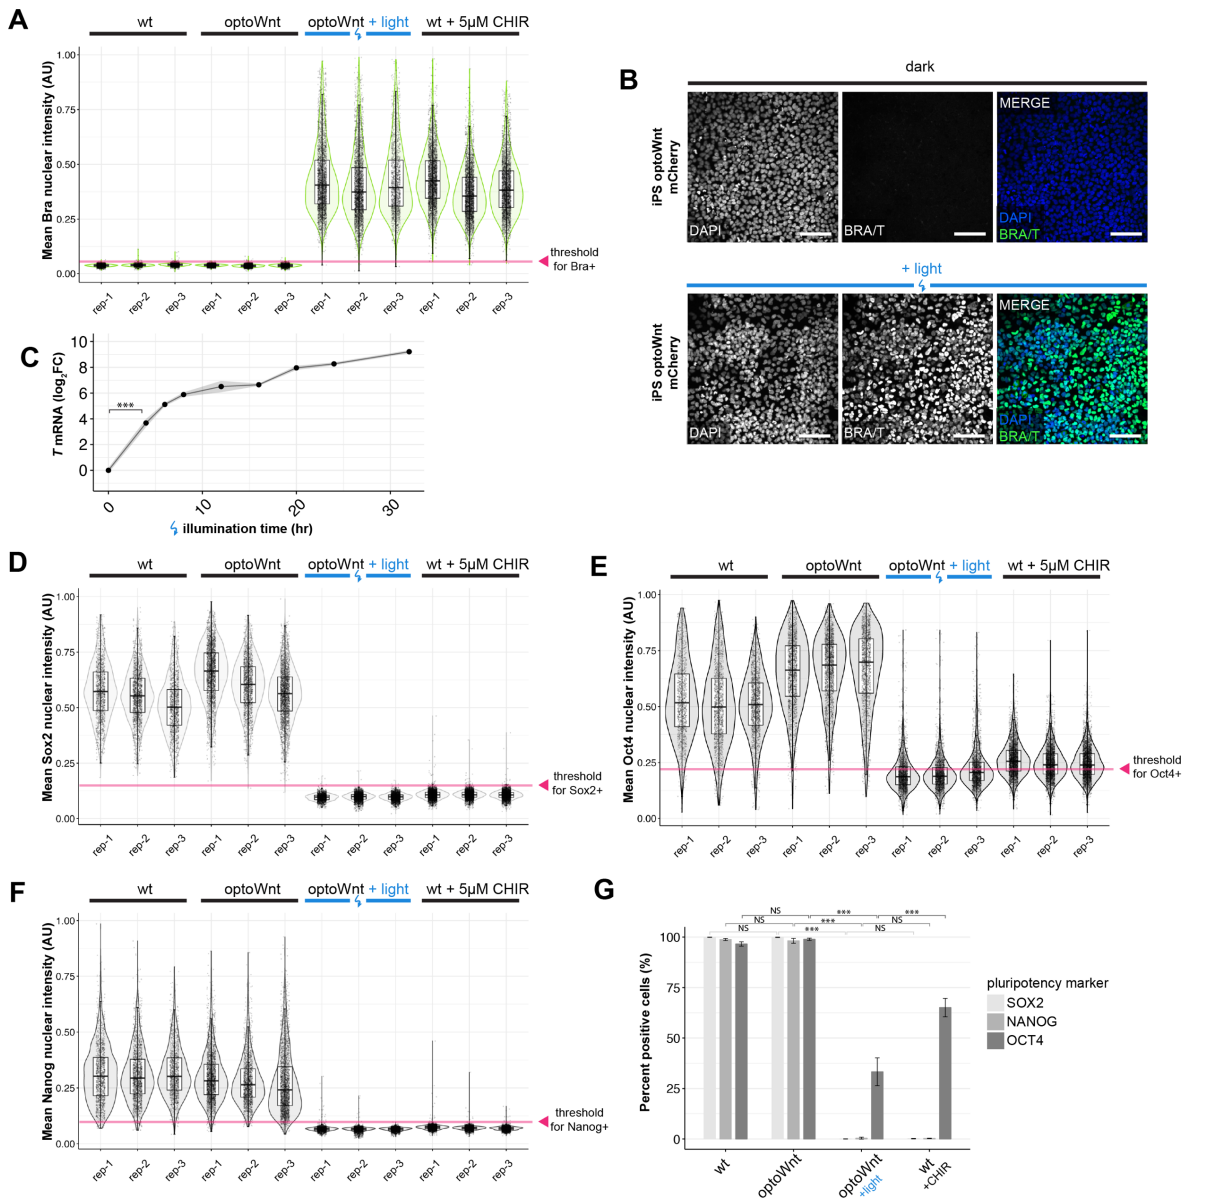 A
wt optoWnt optoWnt + light wt + 5µM CHIR
Mean Bra nuclear intensity (AU)
1.00
0.75
0.50
0.25
0.00
threshold
for Bra+
rep-1 rep-2 rep-3 rep-1 rep-2 rep-3 rep-1 rep-2 rep-3 rep-1 rep-2 rep-3
B
dark
iPS optoWnt
mCherry
DAPI
BRA/T
MERGE
DAPI
BRA/T
+ light
iPS optoWnt
mCherry
DAPI
BRA/T
MERGE
DAPI
BRA/T
C
T mRNA (log2FC)
10
8
6
4
2
0
***
0 10 20 30
illumination time (hr)
D
wt optoWnt optoWnt + light wt + 5µM CHIR
Mean Sox2 nuclear intensity (AU)
1.00
0.75
0.50
0.25
0.00
threshold
for Sox2+
rep-1 rep-2 rep-3 rep-1 rep-2 rep-3 rep-1 rep-2 rep-3 rep-1 rep-2 rep-3
E
wt optoWnt optoWnt + light wt + 5µM CHIR
Mean Oct4 nuclear intensity (AU)
1.00
0.75
0.50
0.25
0.00
threshold
for Oct4+
rep-1 rep-2 rep-3 rep-1 rep-2 rep-3 rep-1 rep-2 rep-3 rep-1 rep-2 rep-3
F
wt optoWnt optoWnt + light wt + 5µM CHIR
Mean Nanog nuclear intensity (AU)
1.00
0.75
0.50
0.25
0.00
threshold
for Nanog+
rep-1 rep-2 rep-3 rep-1 rep-2 rep-3 rep-1 rep-2 rep-3 rep-1 rep-2 rep-3
G
NS *** ***
NS *** NS
NS *** NS
Percent positive cells (%)
100
75
50
25
0
wt optoWnt optoWnt +light wt +CHIR
pluripotency marker
SOX2
NANOG
OCT4